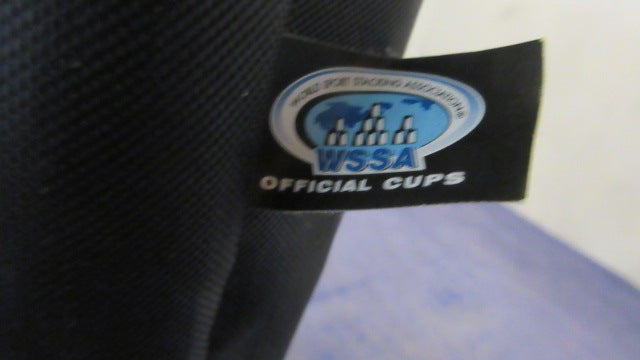 WORLD SPORT STACKING ASSOCIATION®
WSSA
OFFICIAL CUPS